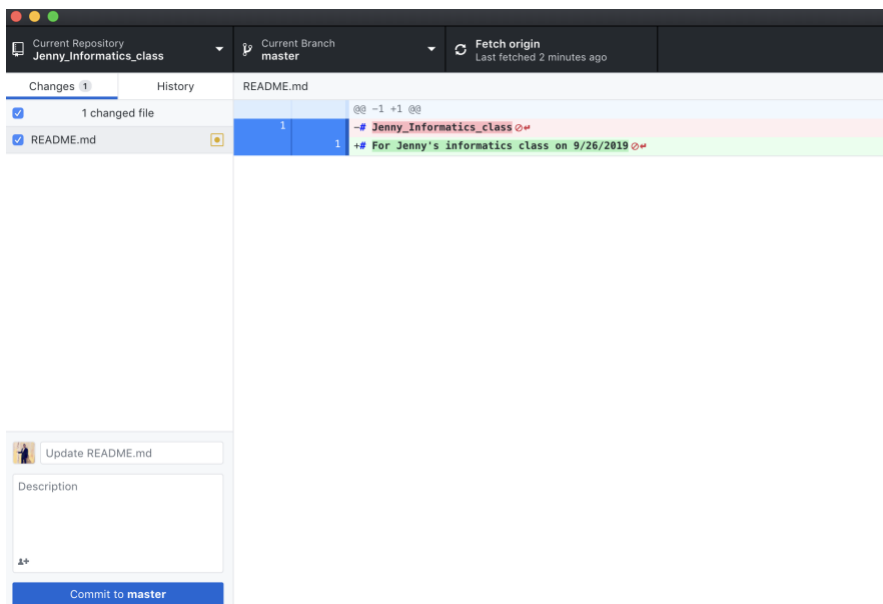 Current Repository
Jenny_Informatics_class
Current Branch
master
Fetch origin
Last fetched 2 minutes ago
Changes 1
History
README.md
1 changed file
README.md
@@ -1 +1 @@
1 -# Jenny_Informatics_class
1 +# For Jenny's informatics class on 9/26/2019
Update README.md
Description
Commit to master